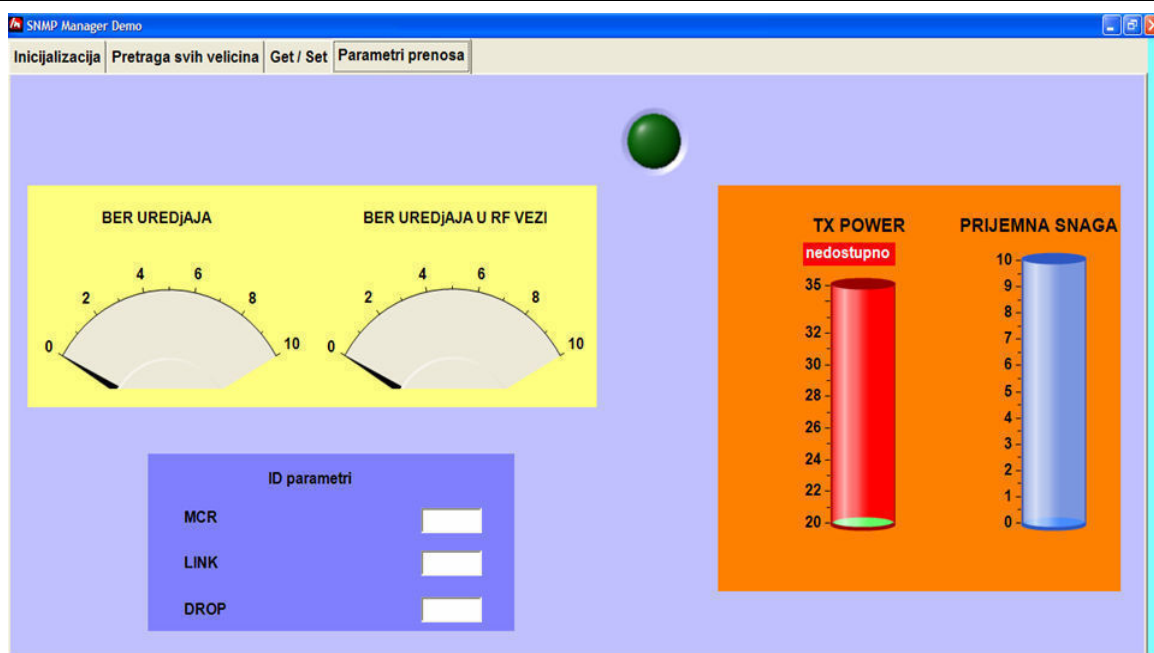 SNMP Manager Demo
Inicijalizacija Pretraga svih velicina Get / Set Parametri prenosa
BER UREDjAJA
0 2 4 6 8 10
BER UREDjAJA U RF VEZI
0 2 4 6 8 10
TX POWER
nedostupno
35
32
30
28
26
24
22
20
PRIJEMNA SNAGA
10
9
8
7
6
5
4
3
2
1
0
ID parametri
MCR
LINK
DROP